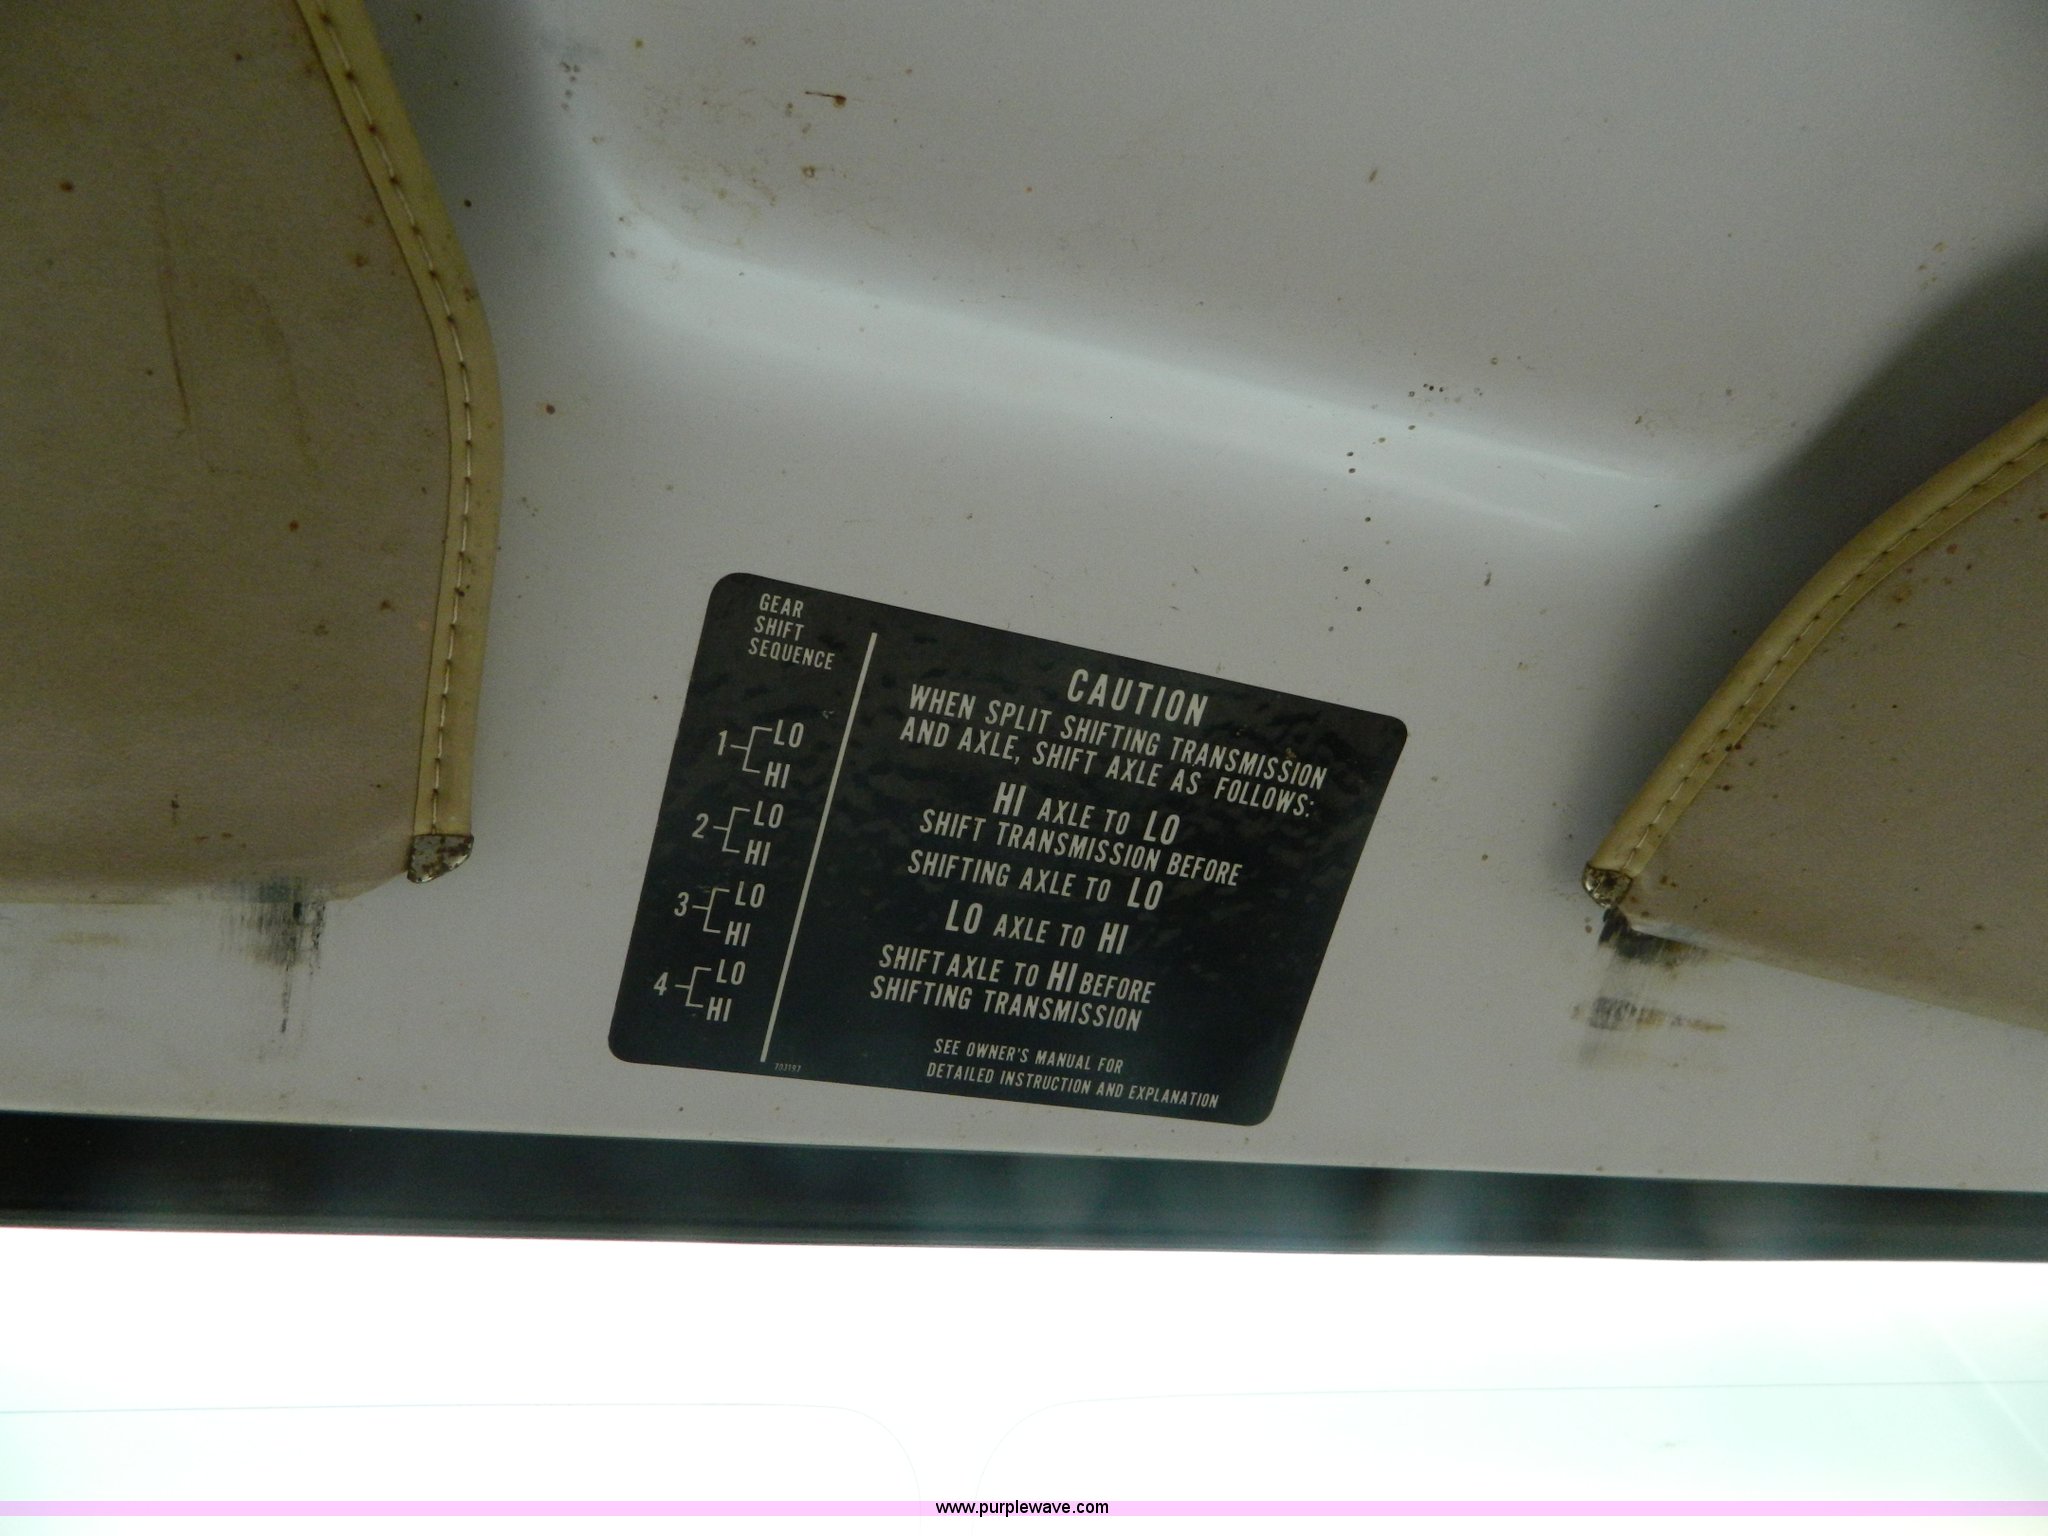 GEAR
SHIFT
SEQUENCE
1 LO
HI
2 LO
HI
3 LO
HI
4 LO
HI
CAUTION
WHEN SPLIT SHIFTING TRANSMISSION
AND AXLE, SHIFT AXLE AS FOLLOWS:
HI AXLE TO LO
SHIFT TRANSMISSION BEFORE
SHIFTING AXLE TO LO
LO AXLE TO HI
SHIFT AXLE TO HI BEFORE
SHIFTING TRANSMISSION
SEE OWNER'S MANUAL FOR
DETAILED INSTRUCTION AND EXPLANATION
703197
www.purplewave.com